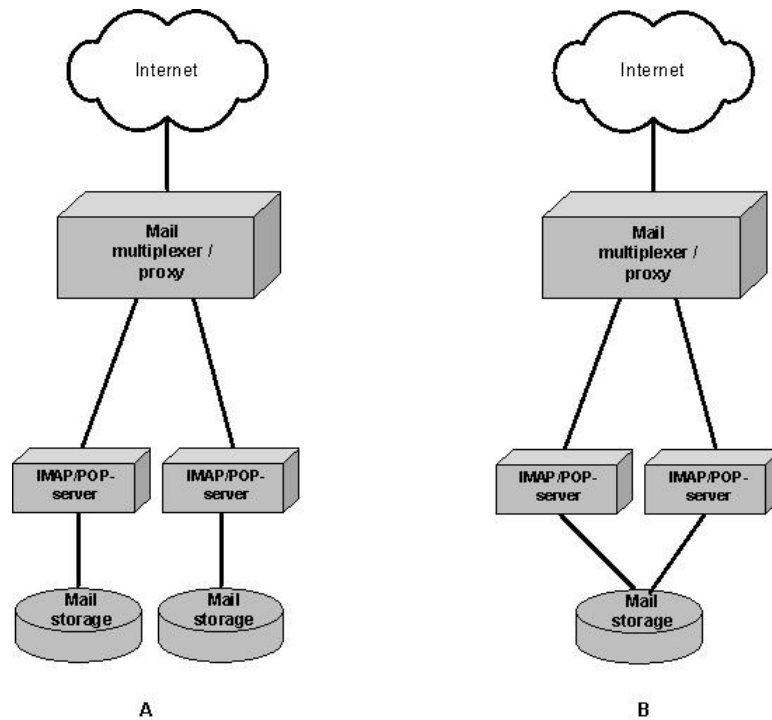 Internet
Mail
multiplexer /
proxy
IMAP/POP-
server
IMAP/POP-
server
Mail
storage
Mail
storage
A
Internet
Mail
multiplexer /
proxy
IMAP/POP-
server
IMAP/POP-
server
Mail
storage
B